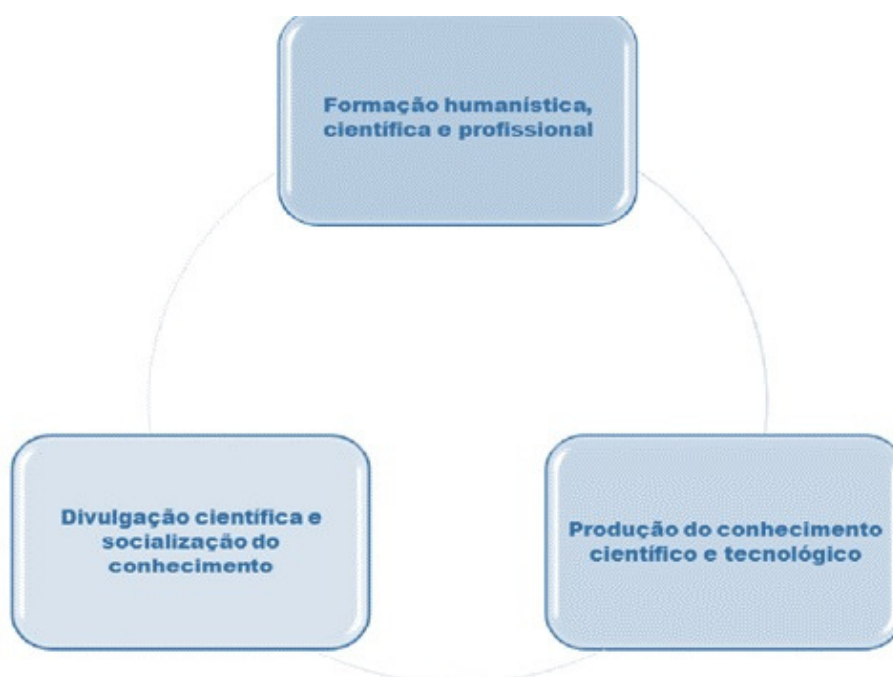 Formação humanística,
científica e profissional
Divulgação científica e
socialização do
conhecimento
Produção do conhecimento
científico e tecnológico